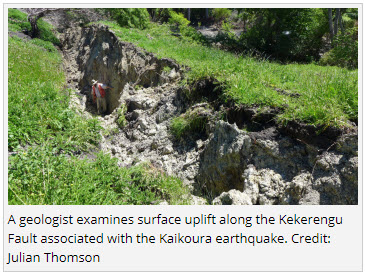 A geologist examines surface uplift along the Kekerengu
Fault associated with the Kaikoura earthquake. Credit:
Julian Thomson